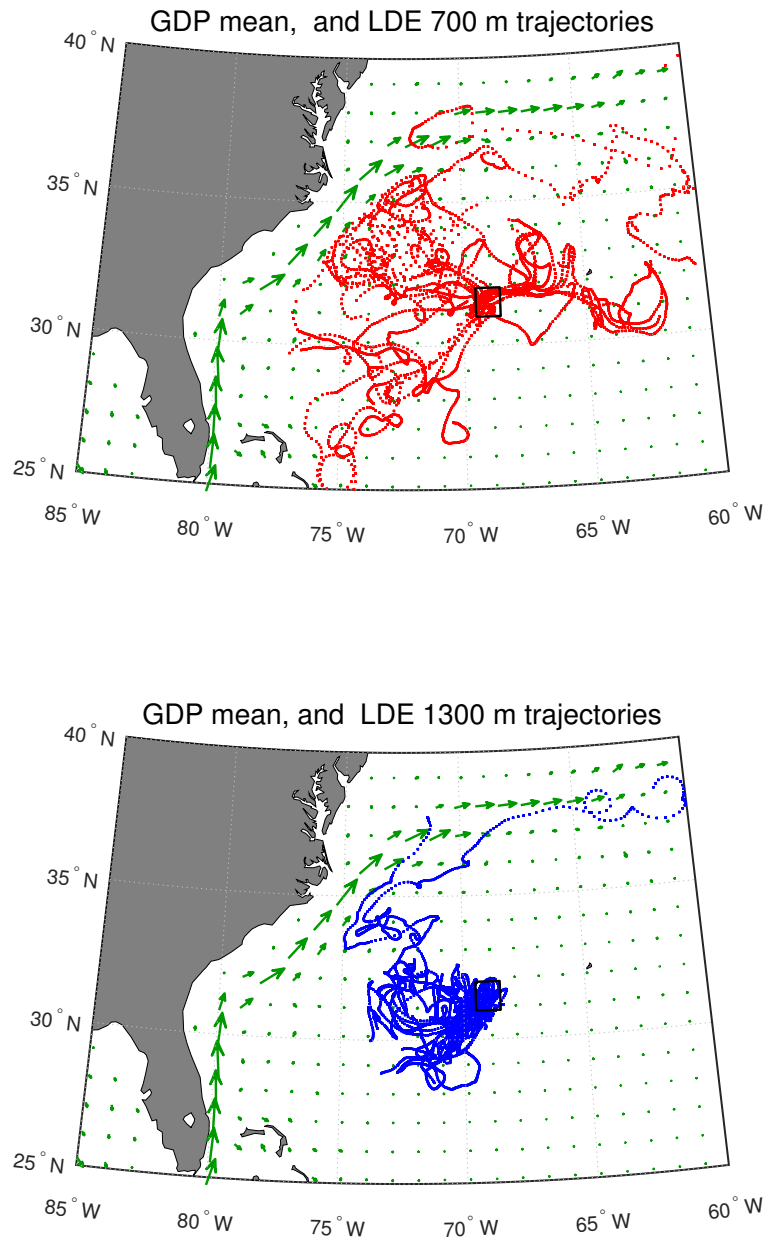 GDP mean,  and LDE 700 m trajectories
40° N
35° N
30° N
25° N
85° W
80° W
75° W
70° W
65° W
60° W
GDP mean, and  LDE 1300 m trajectories
40° N
35° N
30° N
25° N
85° W
80° W
75° W
70° W
65° W
60° W